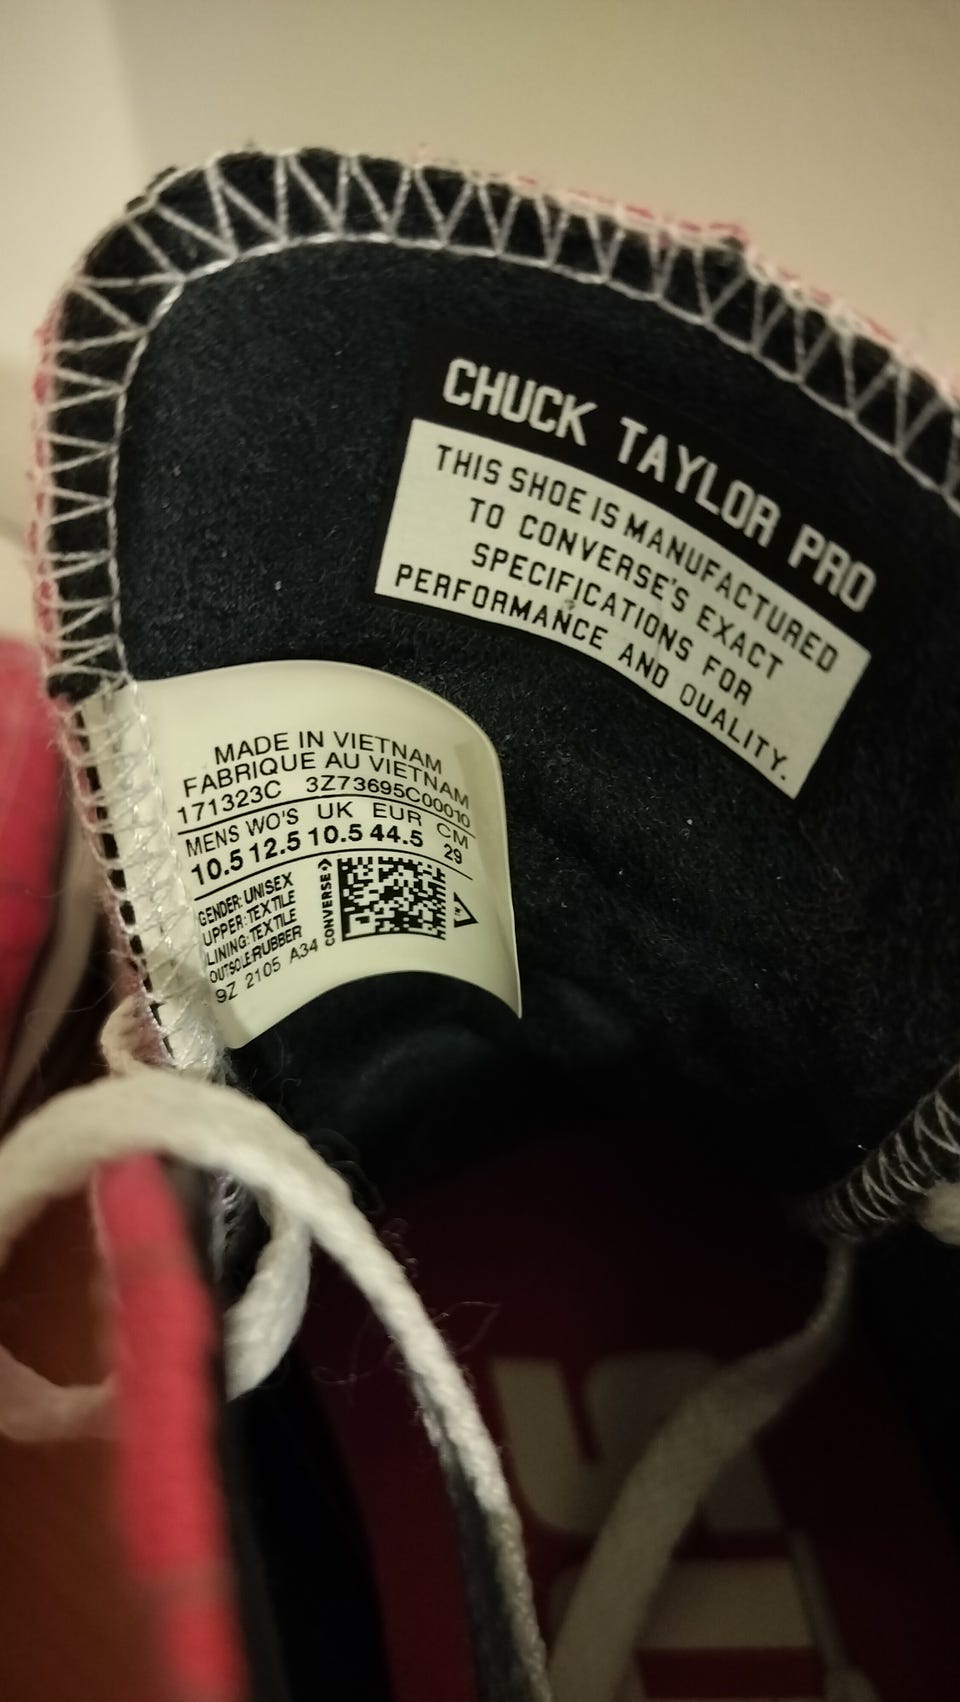 CHUCK TAYLOR PRO
THIS SHOE IS MANUFACTURED
TO CONVERSE'S EXACT
SPECIFICATIONS FOR
PERFORMANCE AND QUALITY.
MADE IN VIETNAM
FABRIQUE AU VIETNAM
171323C 3Z73695C00010
MENS WO'S UK EUR CM
10.5 12.5 10.5 44.5 29
GENDER: UNISEX
UPPER: TEXTILE
LINING: TEXTILE
OUTSOLE:RUBBER
9Z 2105 A34
CONVERSE